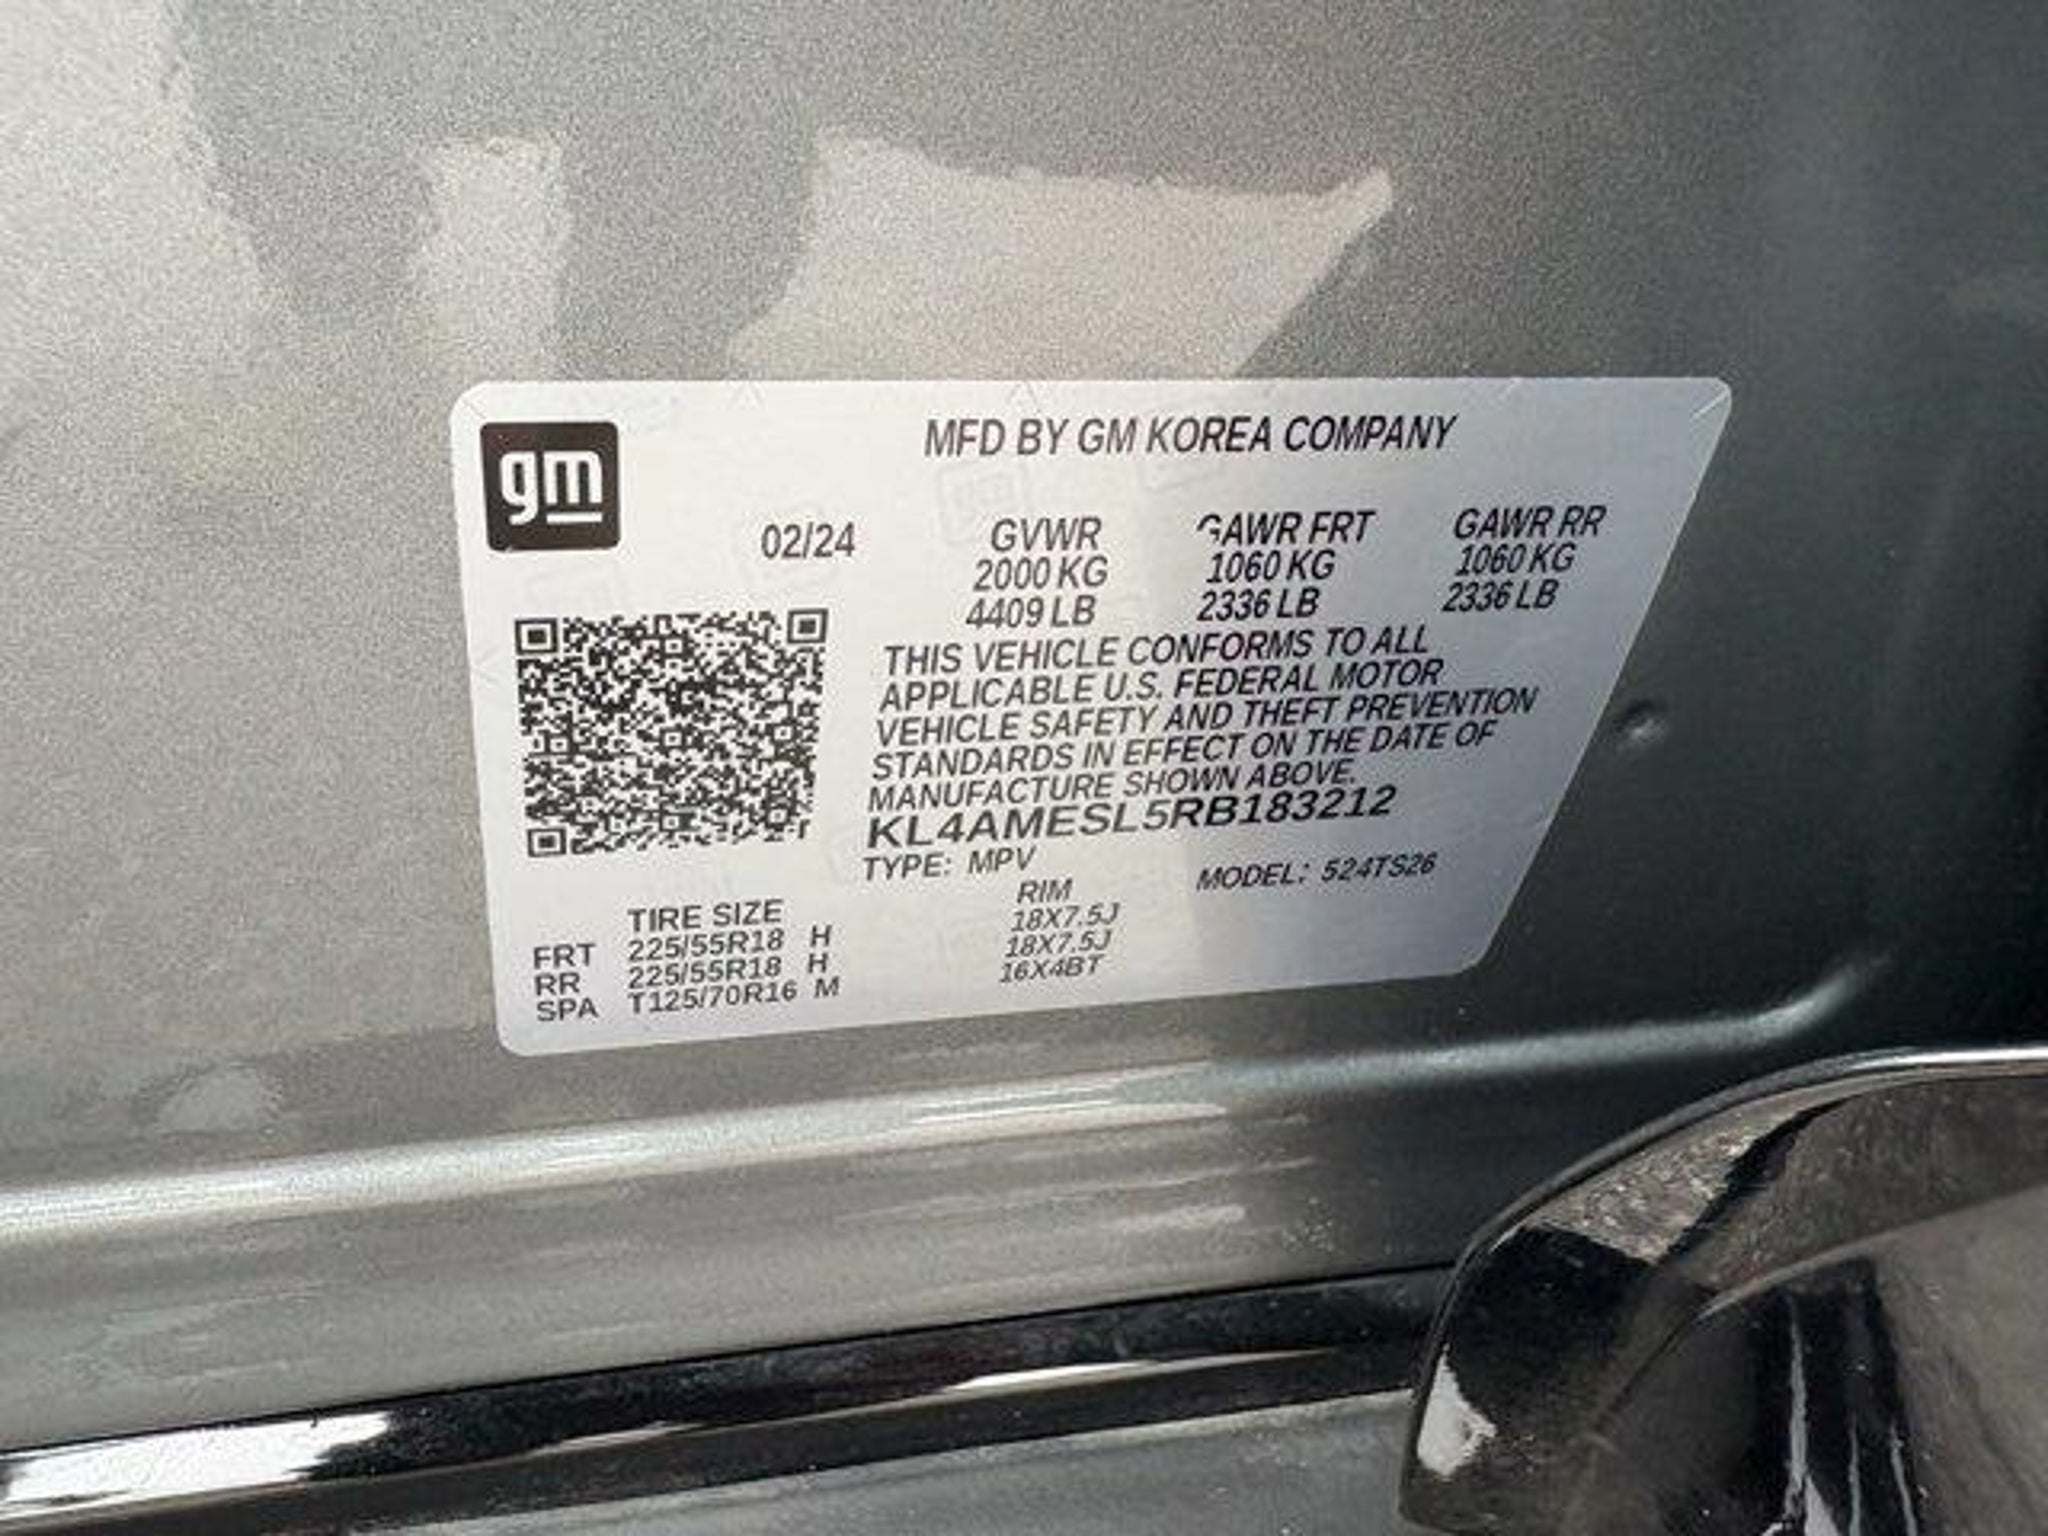 gm
MFD BY GM KOREA COMPANY
02/24 GVWR GAWR FRT GAWR RR
2000 KG 1060 KG 1060 KG
4409 LB 2336 LB 2336 LB
THIS VEHICLE CONFORMS TO ALL
APPLICABLE U.S. FEDERAL MOTOR
VEHICLE SAFETY AND THEFT PREVENTION
STANDARDS IN EFFECT ON THE DATE OF
MANUFACTURE SHOWN ABOVE.
KL4AMESL5RB183212
TYPE: MPV MODEL: 524TS26
TIRE SIZE RIM
FRT 225/55R18 H 18X7.5J
RR 225/55R18 H 18X7.5J
SPA T125/70R16 M 16X4BT